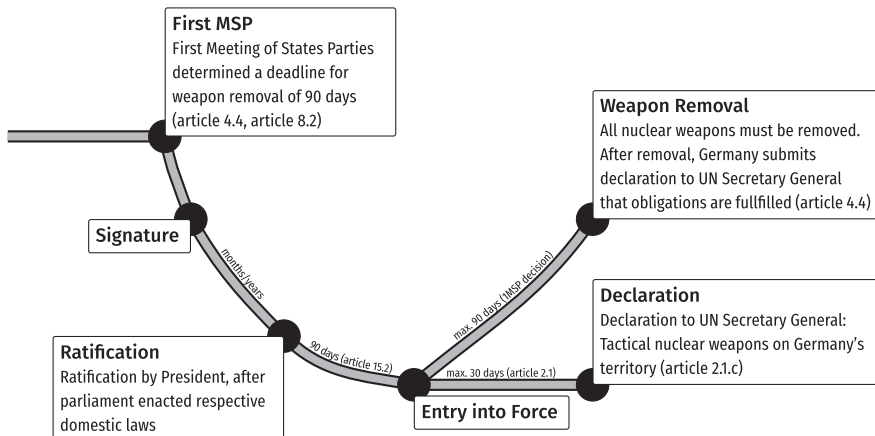 First MSP
First Meeting of States Parties
determined a deadline for
weapon removal of 90 days
(article 4.4, article 8.2)
Signature
months/years
Ratification
Ratification by President, after
parliament enacted respective
domestic laws
90 days (article 15.2)
Entry into Force
max. 90 days (1MSP decision)
Weapon Removal
All nuclear weapons must be removed.
After removal, Germany submits
declaration to UN Secretary General
that obligations are fullfilled (article 4.4)
max. 30 days (article 2.1)
Declaration
Declaration to UN Secretary General:
Tactical nuclear weapons on Germany's
territory (article 2.1.c)